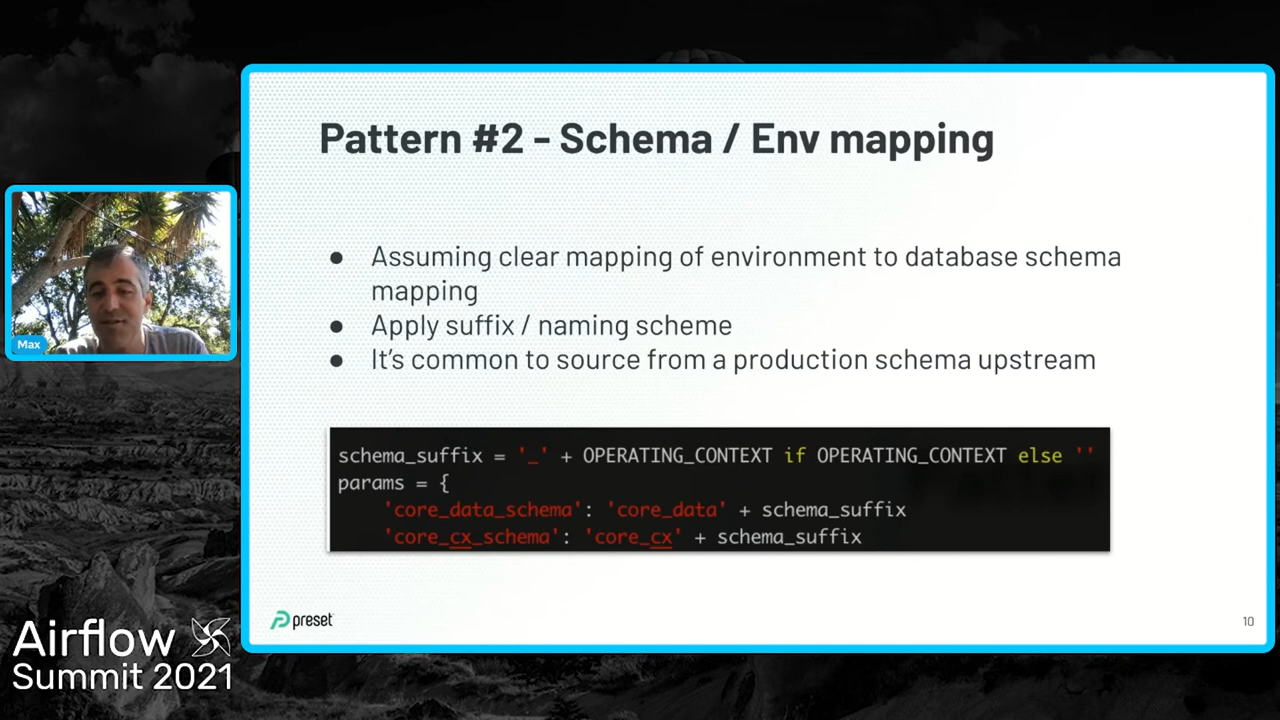 Pattern #2 - Schema / Env mapping
● Assuming clear mapping of environment to database schema
mapping
● Apply suffix / naming scheme
● It's common to source from a production schema upstream
schema_suffix = '_' + OPERATING_CONTEXT if OPERATING_CONTEXT else ''
params = {
    'core_data_schema': 'core_data' + schema_suffix
    'core_cx_schema': 'core_cx' + schema_suffix
preset
10
Max
Airflow
Summit 2021